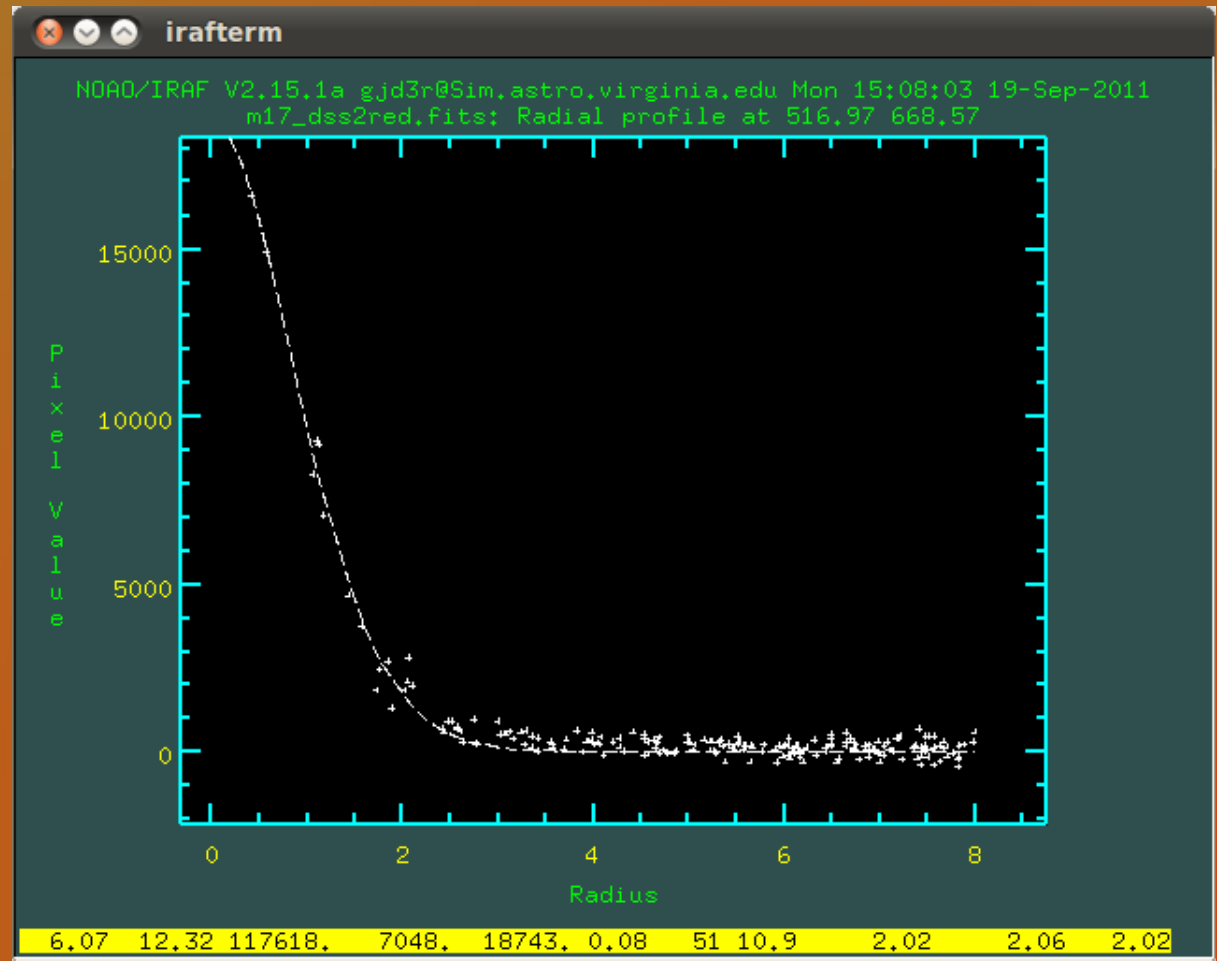 irafterm
NOAO/IRAF V2.15.1a gjd3r@Sim.astro.virginia.edu Mon 15:08:03 19-Sep-2011
m17_dss2red.fits: Radial profile at 516.97 668.57
15000
10000
5000
0
Pixel Value
0 2 4 6 8
Radius
6.07 12.32 117618. 7048. 18743. 0.08 51 10.9 2.02 2.06 2.02